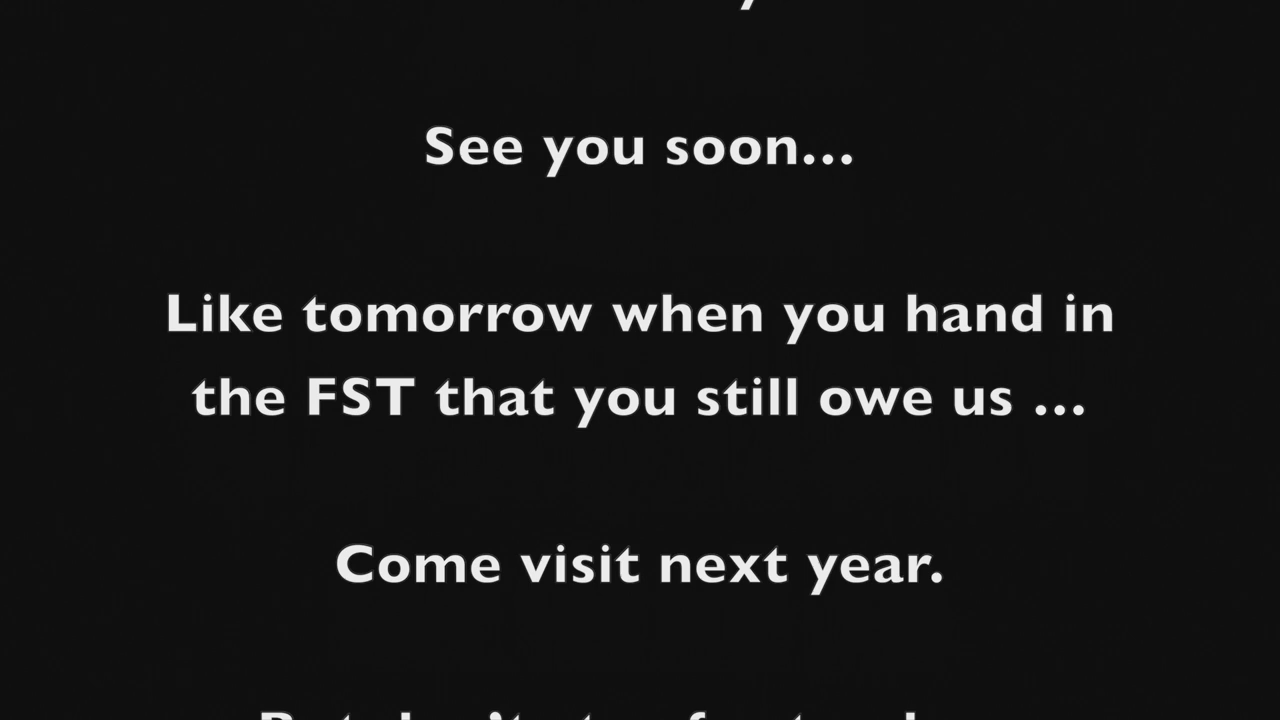 See you soon...
Like tomorrow when you hand in
the FST that you still owe us ...
Come visit next year.